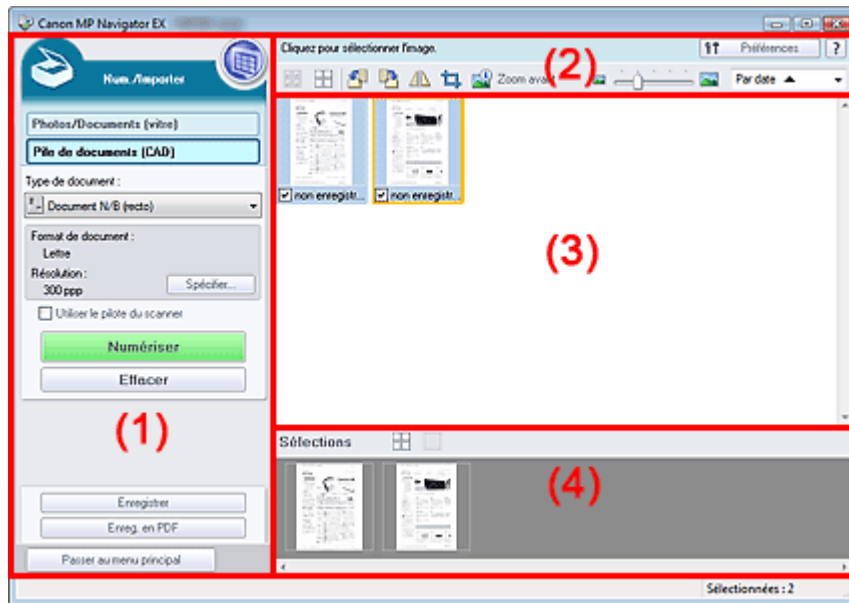 Canon MP Navigator EX
Num./Importer
Photos/Documents (vitre)
Pile de documents (CAD)
Type de document :
Document N/B (recto)
Format de document :
Lettre
Résolution :
300 ppp
Spécifier...
Utiliser le pilote du scanner
Numériser
Effacer
(1)
Enregistrer
Enreg. en PDF
Passer au menu principal
Cliquez pour sélectionner l'image.
Préférences
?
(2)
Zoom avant
Par date
non enregistr...
non enregistr...
(3)
Sélections
(4)
Sélectionnées : 2